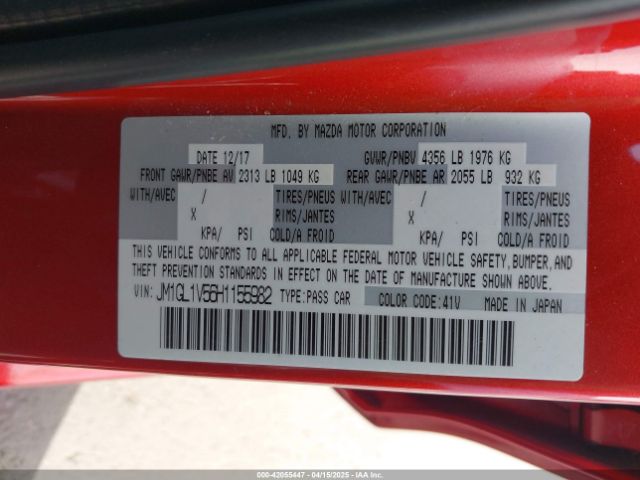 MFD. BY MAZDA MOTOR CORPORATION
DATE 12/17 GVWR/PNBV 4356 LB 1976 KG
FRONT GAWR/PNBE AV 2313 LB 1049 KG REAR GAWR/PNBE AR 2055 LB 932 KG
WITH/AVEC / TIRES/PNEUS WITH/AVEC / TIRES/PNEUS
X RIMS/JANTES X RIMS/JANTES
KPA/ PSI COLD/A FROID KPA/ PSI COLD/A FROID
THIS VEHICLE CONFORMS TO ALL APPLICABLE FEDERAL MOTOR VEHICLE SAFETY, BUMPER, AND
THEFT PREVENTION STANDARDS IN EFFECT ON THE DATE OF MANUFACTURE SHOWN ABOVE.
VIN: JM1GL1V56H1155982 TYPE: PASS CAR COLOR CODE: 41V MADE IN JAPAN
000-42055447 - 04/15/2025 - IAAI.COM